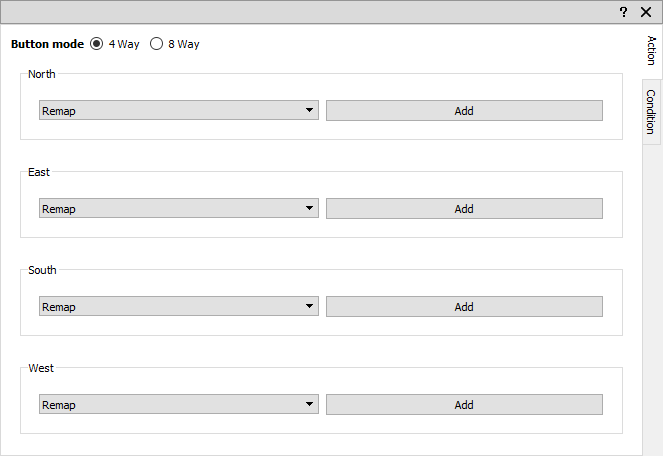 ?
Button mode 4 Way 8 Way
Action
Condition
North
Remap Add
East
Remap Add
South
Remap Add
West
Remap Add